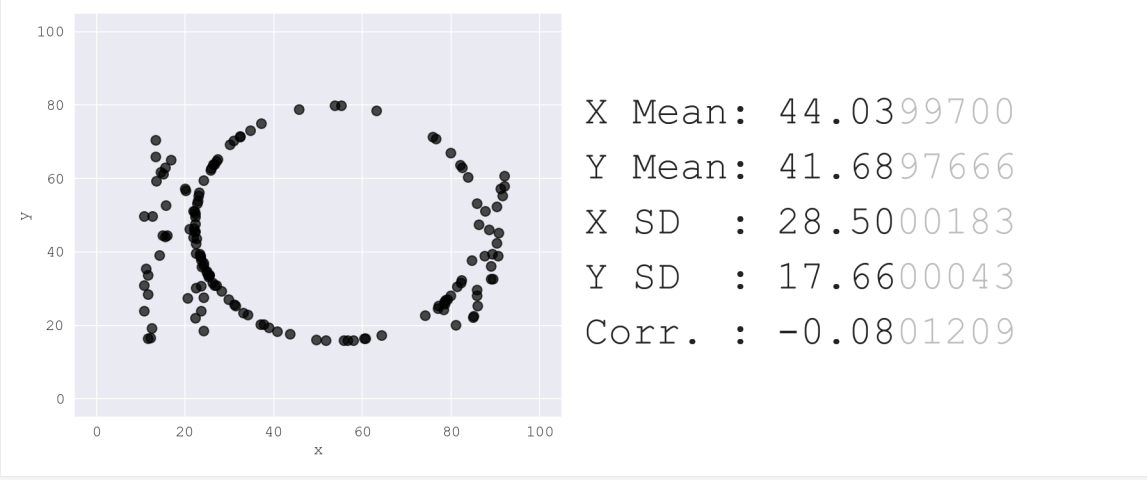 100
80
60
40
20
0
y
0 20 40 60 80 100
x
X Mean: 44.0399700
Y Mean: 41.6897666
X SD : 28.5000183
Y SD : 17.6600043
Corr. : -0.0801209